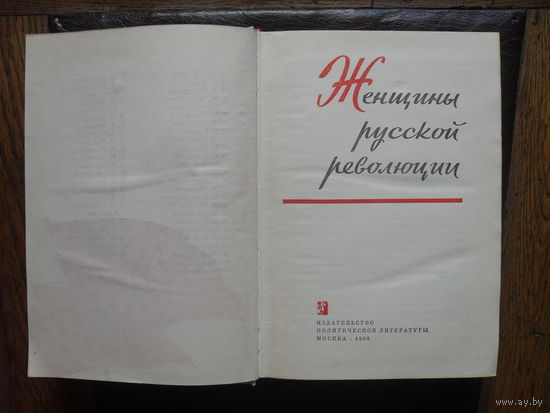 Женщины
русской
революции
ИЗДАТЕЛЬСТВО
ПОЛИТИЧЕСКОЙ ЛИТЕРАТУРЫ
МОСКВА • 1968
www.ay.by